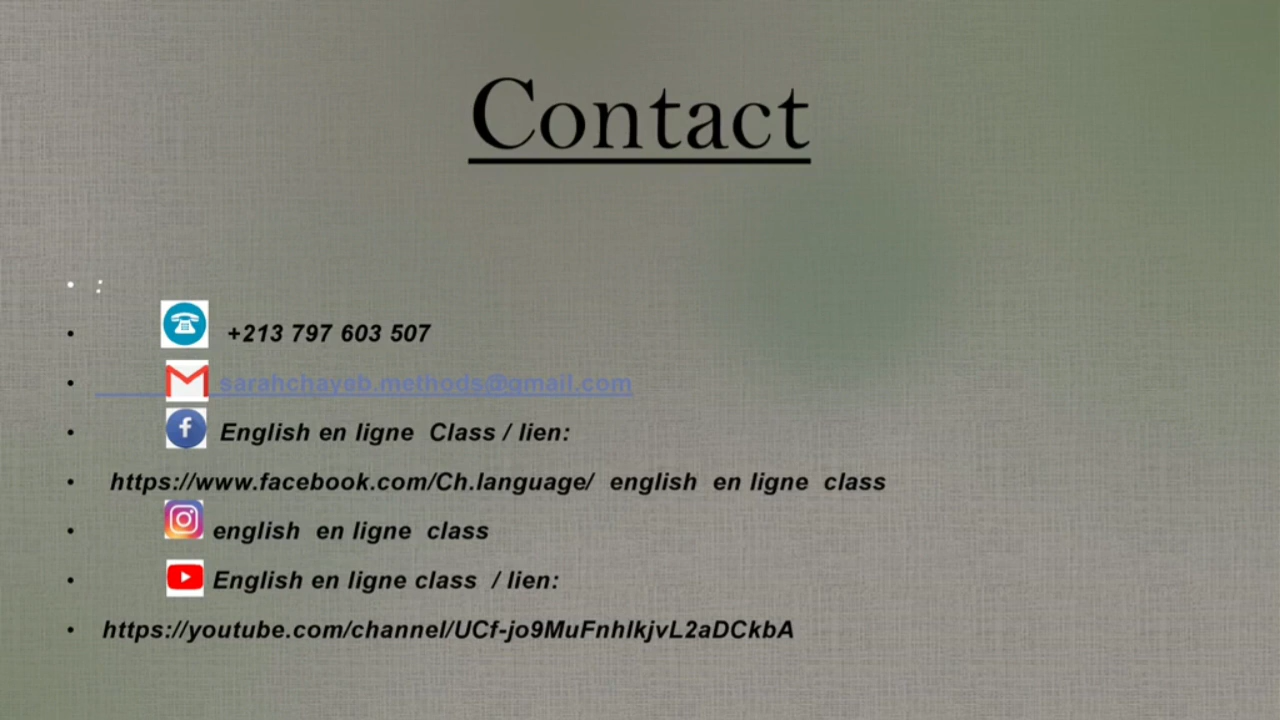 Contact
:
+213 797 603 507
sarahchayeb.methods@gmail.com
English en ligne Class / lien:
https://www.facebook.com/Ch.language/ english en ligne class
english en ligne class
English en ligne class / lien:
https://youtube.com/channel/UCf-jo9MuFnhlkjvL2aDCkbA